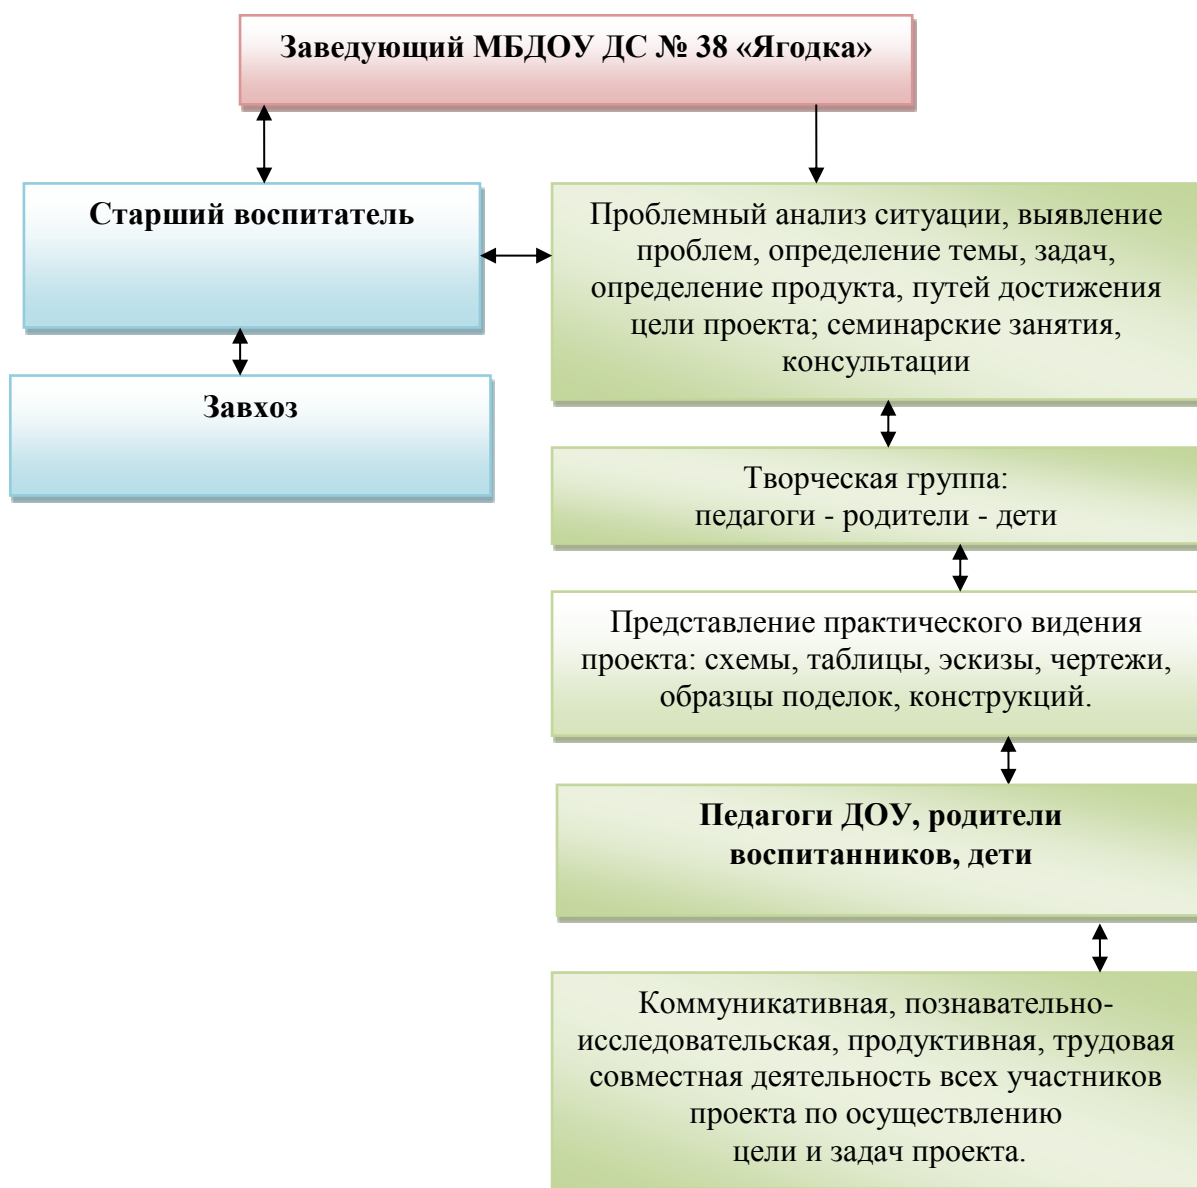 Заведующий МБДОУ ДС № 38 «Ягодка»
Старший воспитатель
Завхоз
Проблемный анализ ситуации, выявление
проблем, определение темы, задач,
определение продукта, путей достижения
цели проекта; семинарские занятия,
консультации
Творческая группа:
педагоги - родители - дети
Представление практического видения
проекта: схемы, таблицы, эскизы, чертежи,
образцы поделок, конструкций.
Педагоги ДОУ, родители
воспитанников, дети
Коммуникативная, познавательно-
исследовательская, продуктивная, трудовая
совместная деятельность всех участников
проекта по осуществлению
цели и задач проекта.